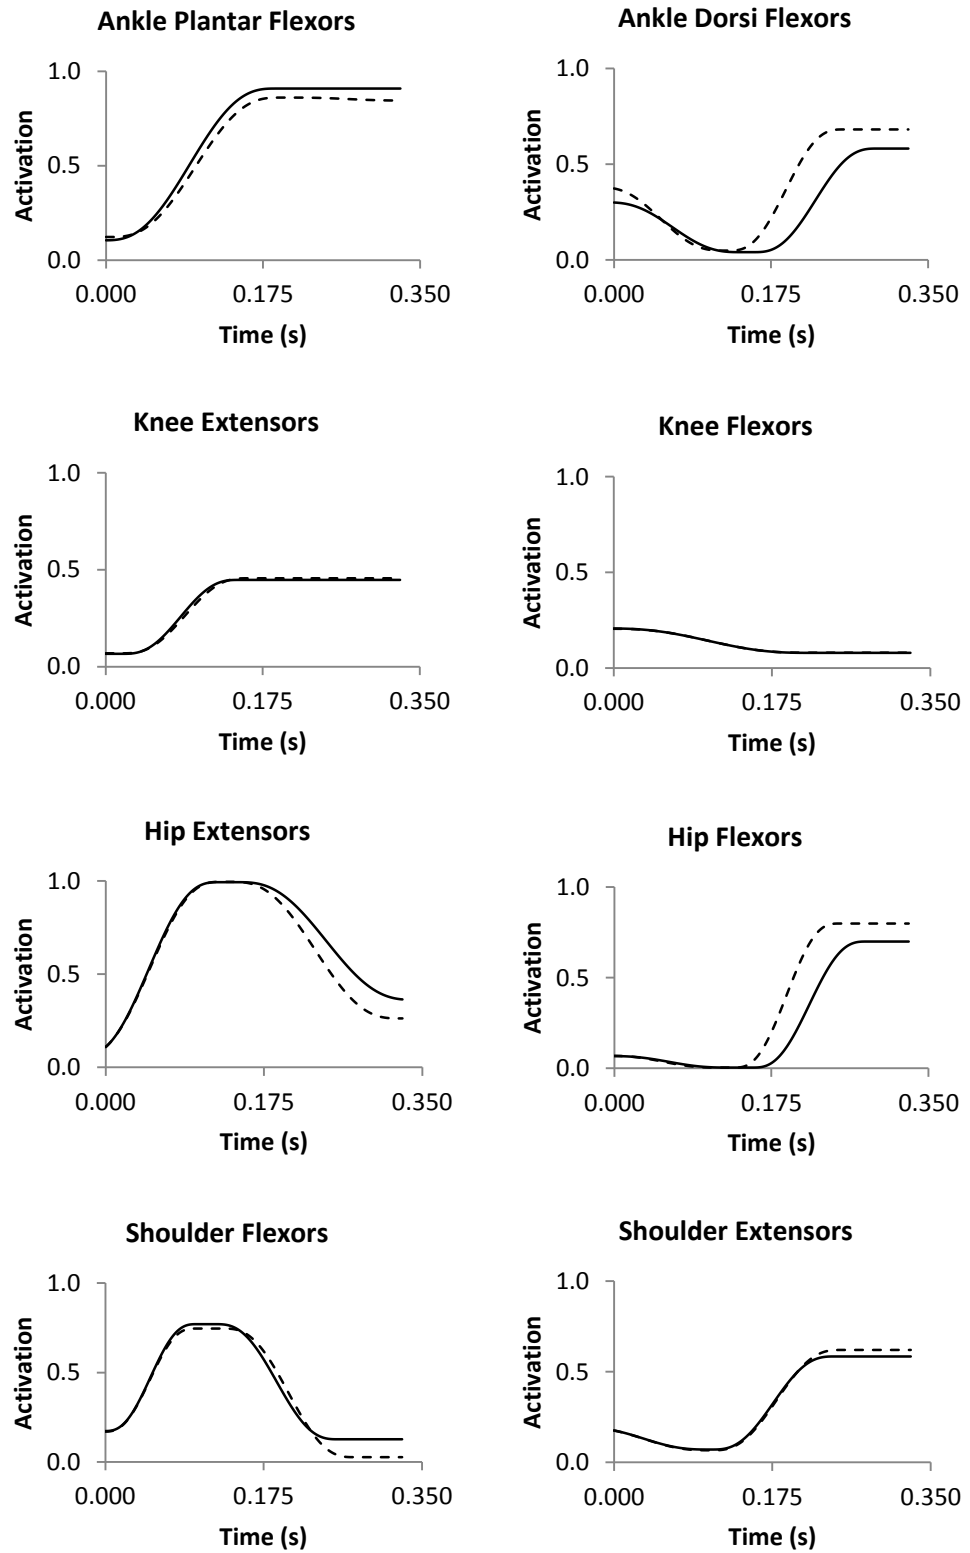 Ankle Plantar Flexors
1.0
0.5
0.0
Activation
0.000 0.175 0.350
Time (s)
Ankle Dorsi Flexors
1.0
0.5
0.0
Activation
0.000 0.175 0.350
Time (s)
Knee Extensors
1.0
0.5
0.0
Activation
0.000 0.175 0.350
Time (s)
Knee Flexors
1.0
0.5
0.0
Activation
0.000 0.175 0.350
Time (s)
Hip Extensors
1.0
0.5
0.0
Activation
0.000 0.175 0.350
Time (s)
Hip Flexors
1.0
0.5
0.0
Activation
0.000 0.175 0.350
Time (s)
Shoulder Flexors
1.0
0.5
0.0
Activation
0.000 0.175 0.350
Time (s)
Shoulder Extensors
1.0
0.5
0.0
Activation
0.000 0.175 0.350
Time (s)